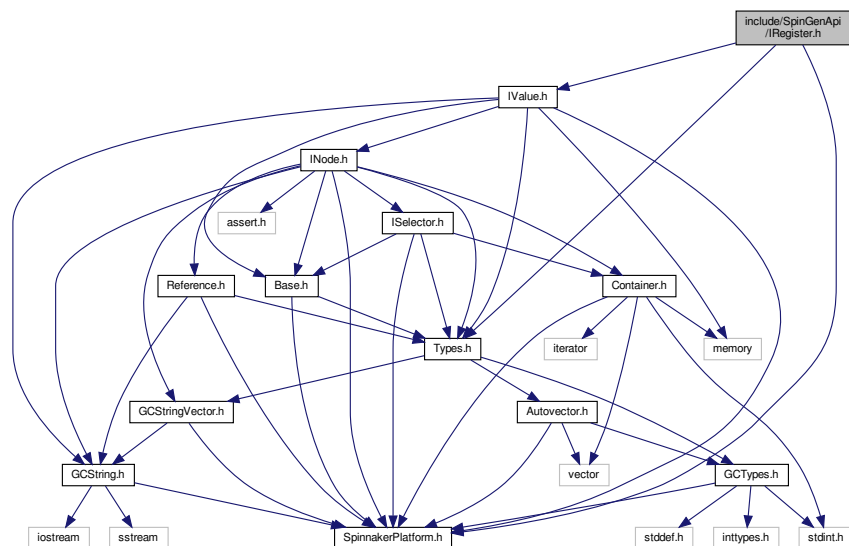 include/SpinGenApi
/IRegister.h
IValue.h
INode.h
assert.h
ISelector.h
Reference.h
Base.h
Container.h
Types.h
iterator
memory
GCStringVector.h
Autovector.h
GCString.h
vector
GCTypes.h
iostream
sstream
SpinnakerPlatform.h
stddef.h
inttypes.h
stdint.h